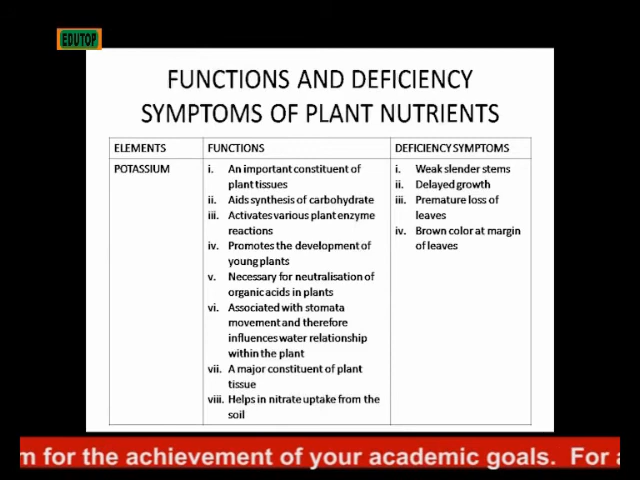 EDUTOP
FUNCTIONS AND DEFICIENCY
SYMPTOMS OF PLANT NUTRIENTS
ELEMENTS FUNCTIONS DEFICIENCY SYMPTOMS
POTASSIUM
i. An important constituent of
plant tissues
ii. Aids synthesis of carbohydrate
iii. Activates various plant enzyme
reactions
iv. Promotes the development of
young plants
v. Necessary for neutralisation of
organic acids in plants
vi. Associated with stomata
movement and therefore
influences water relationship
within the plant
vii. A major constituent of plant
tissue
viii. Helps in nitrate uptake from the
soil
i. Weak slender stems
ii. Delayed growth
iii. Premature loss of
leaves
iv. Brown color at margin
of leaves
for the achievement of your academic goals. For